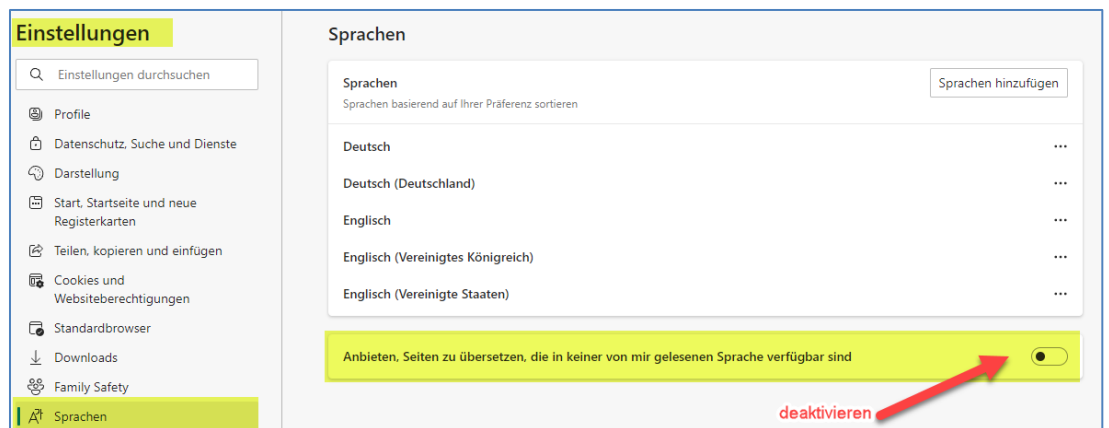 Einstellungen
Einstellungen durchsuchen
Profile
Datenschutz, Suche und Dienste
Darstellung
Start, Startseite und neue
Registerkarten
Teilen, kopieren und einfügen
Cookies und
Websiteberechtigungen
Standardbrowser
Downloads
Family Safety
Sprachen
Sprachen
Sprachen
Sprachen hinzufügen
Sprachen basierend auf Ihrer Präferenz sortieren
Deutsch
Deutsch (Deutschland)
Englisch
Englisch (Vereinigtes Königreich)
Englisch (Vereinigte Staaten)
Anbieten, Seiten zu übersetzen, die in keiner von mir gelesenen Sprache verfügbar sind
deaktivieren